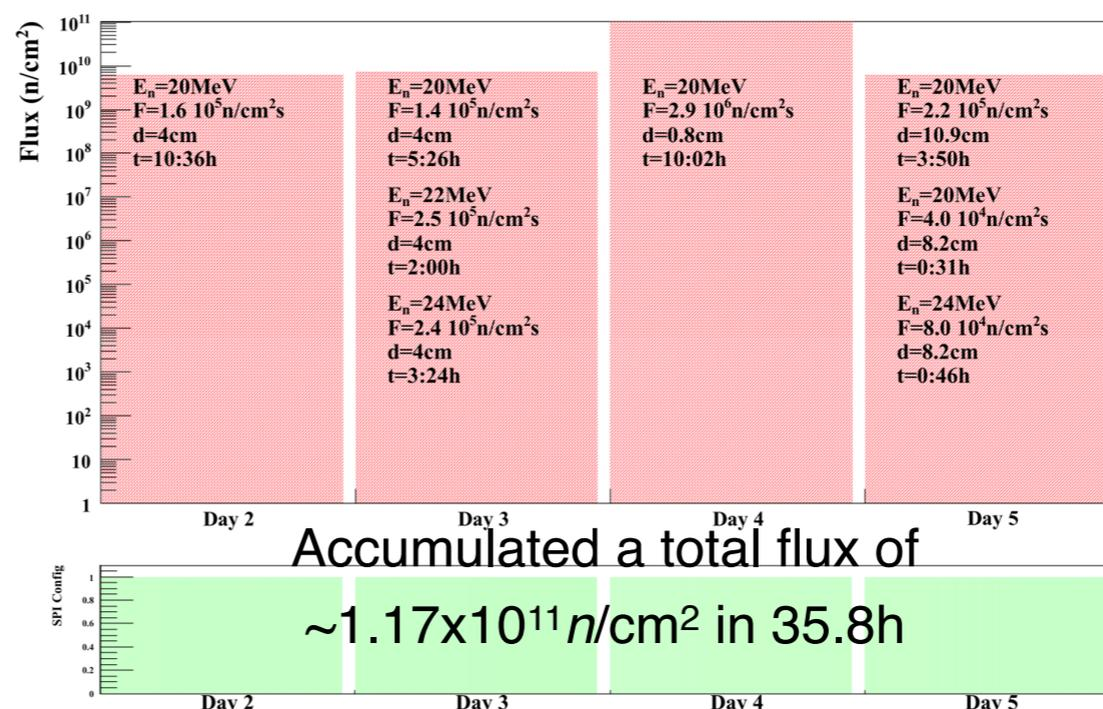 Flux (n/cm²)
10¹¹
10¹⁰
10⁹
10⁸
10⁷
10⁶
10⁵
10⁴
10³
10²
10
1
Eₙ=20MeV
F=1.6 10⁵n/cm²s
d=4cm
t=10:36h
Eₙ=20MeV
F=1.4 10⁵n/cm²s
d=4cm
t=5:26h
Eₙ=22MeV
F=2.5 10⁵n/cm²s
d=4cm
t=2:00h
Eₙ=24MeV
F=2.4 10⁵n/cm²s
d=4cm
t=3:24h
Eₙ=20MeV
F=2.9 10⁶n/cm²s
d=0.8cm
t=10:02h
Eₙ=20MeV
F=2.2 10⁵n/cm²s
d=10.9cm
t=3:50h
Eₙ=20MeV
F=4.0 10⁴n/cm²s
d=8.2cm
t=0:31h
Eₙ=24MeV
F=8.0 10⁴n/cm²s
d=8.2cm
t=0:46h
Day 2 Day 3 Day 4 Day 5
Accumulated a total flux of
~1.17x10¹¹n/cm² in 35.8h
SPI Config
1
0.8
0.6
0.4
0.2
0
Day 2 Day 3 Day 4 Day 5